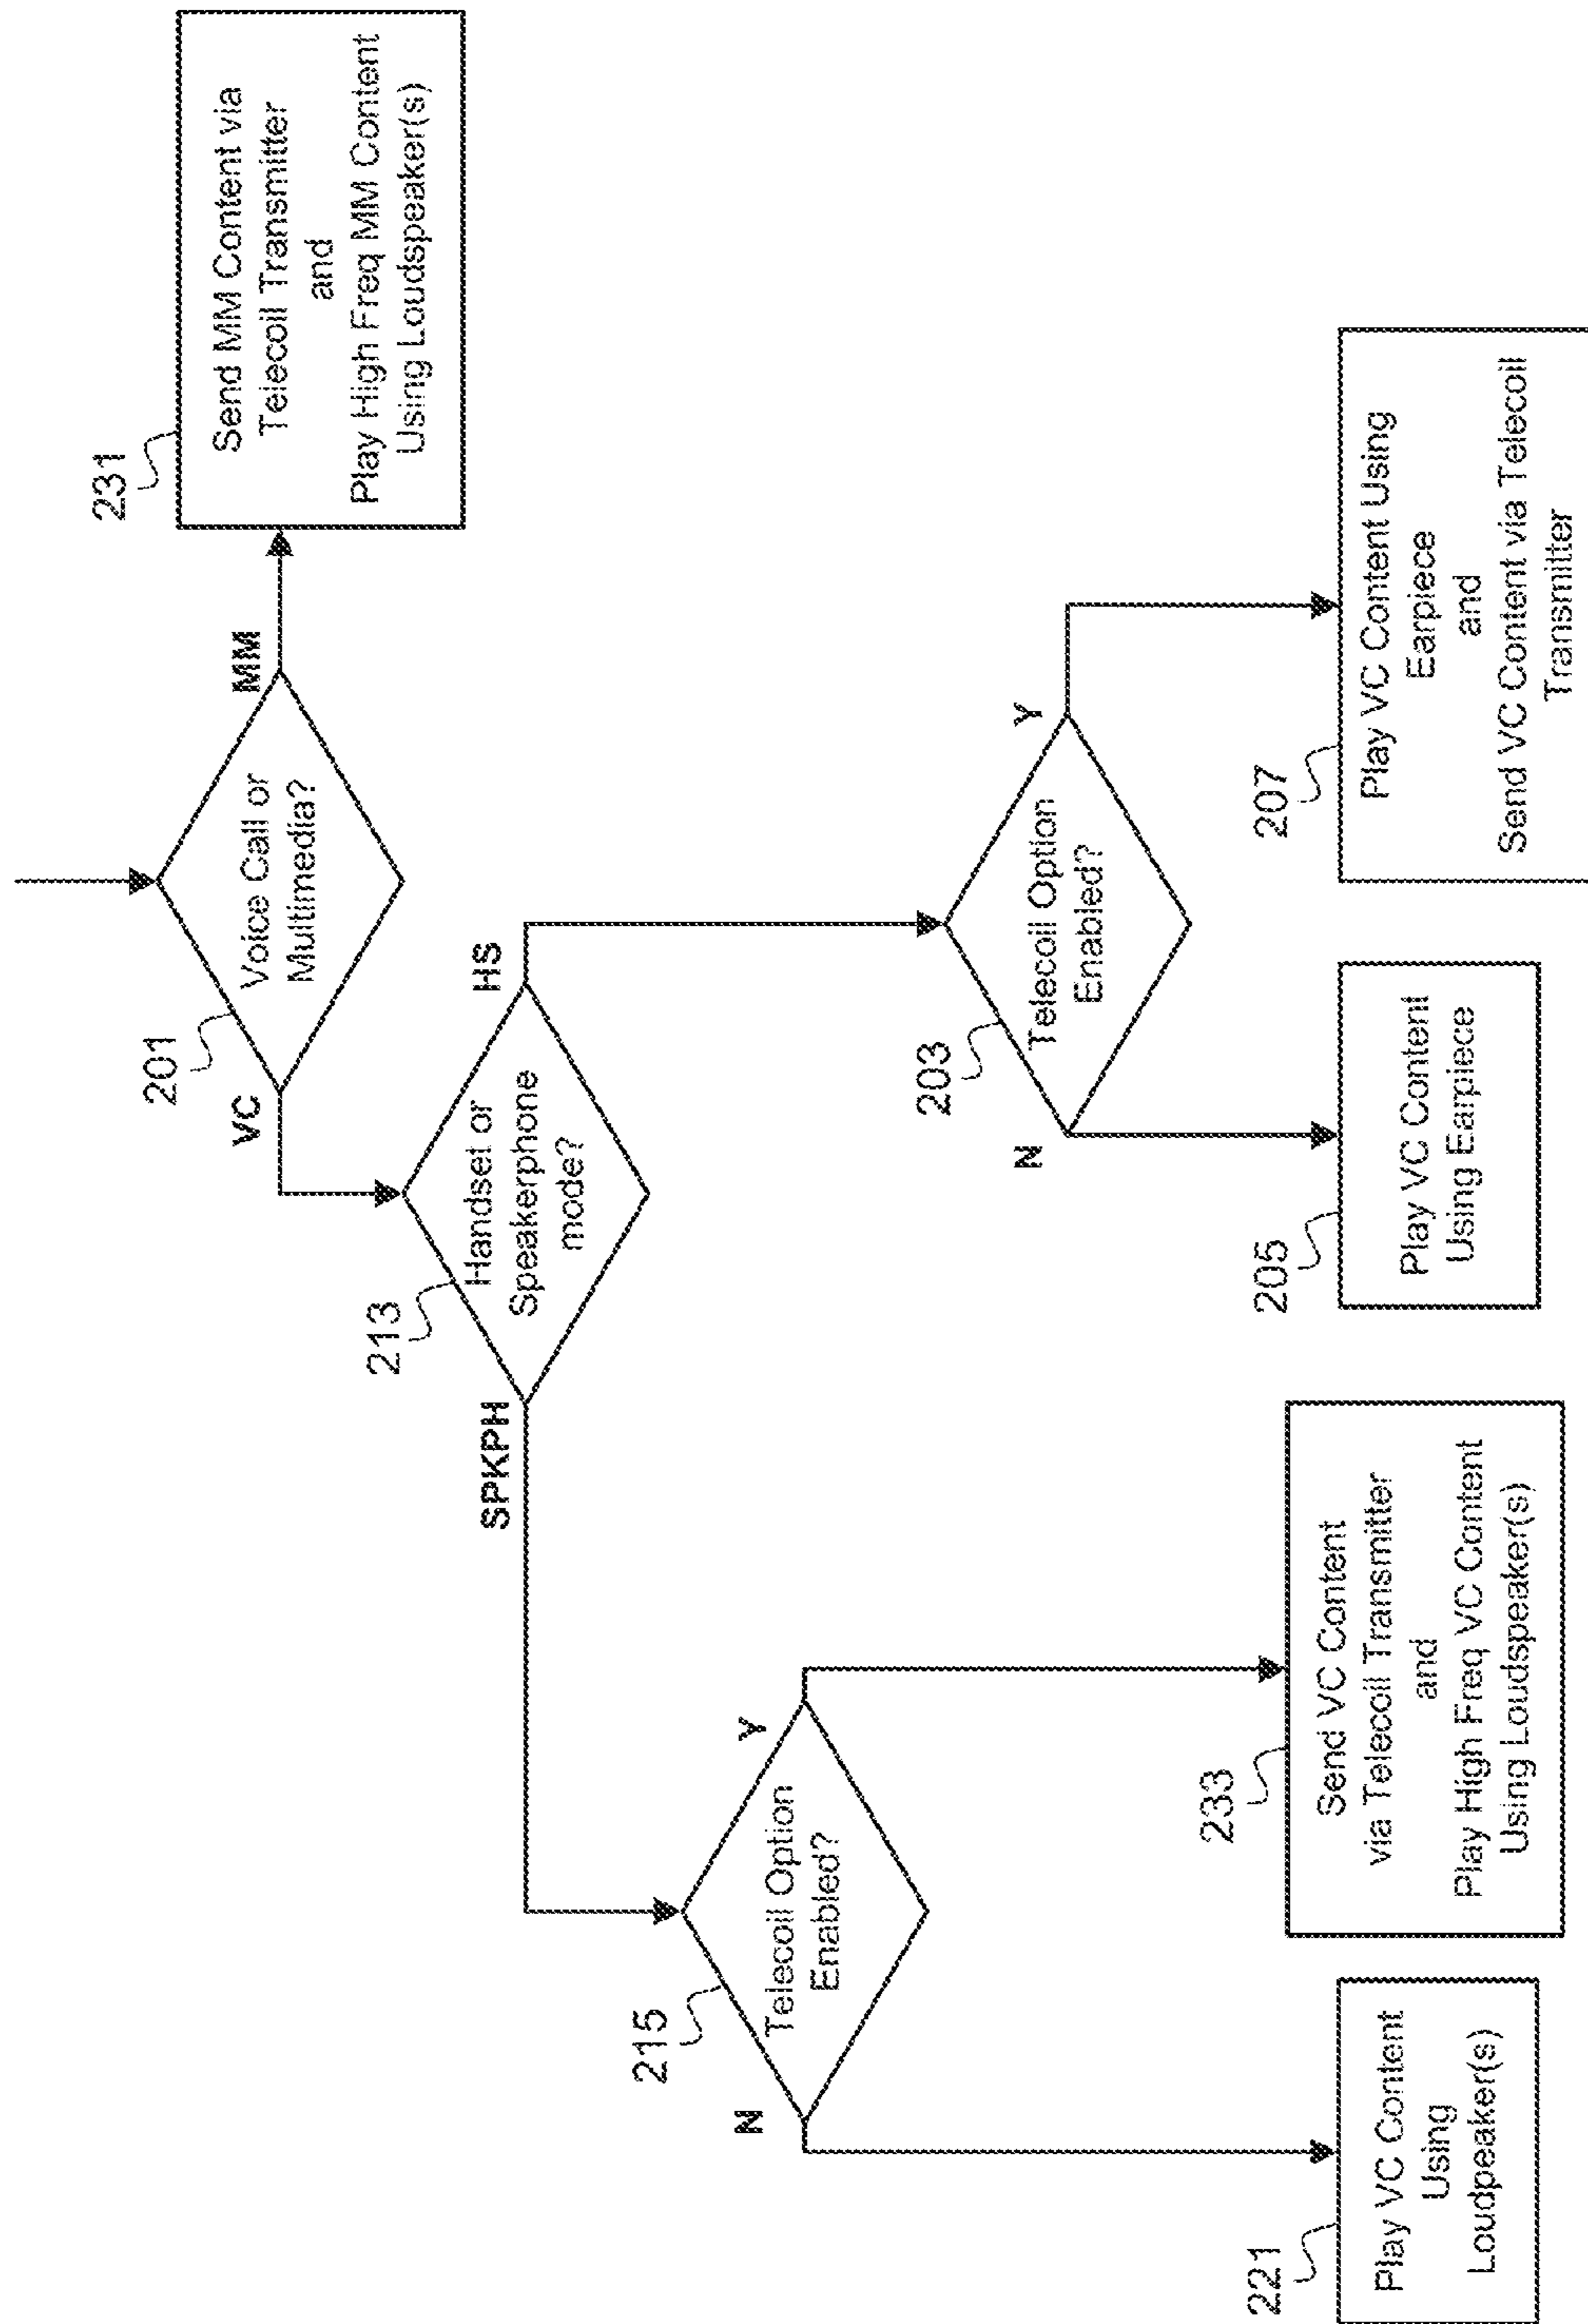 201
Voice Call or
Multimedia?
VC
MM
231
Send MM Content via
Telecoil Transmitter
and
Play High Freq MM Content
Using Loudspeaker(s)
213
Handset or
Speakerphone
mode?
SPKPH
HS
215
Telecoil Option
Enabled?
N
Y
203
Telecoil Option
Enabled?
N
Y
221
Play VC Content
Using
Loudpeaker(s)
233
Send VC Content
via Telecoil Transmitter
and
Play High Freq VC Content
Using Loudspeaker(s)
205
Play VC Content
Using Earpiece
207
Play VC Content Using
Earpiece
and
Send VC Content via Telecoil
Transmitter